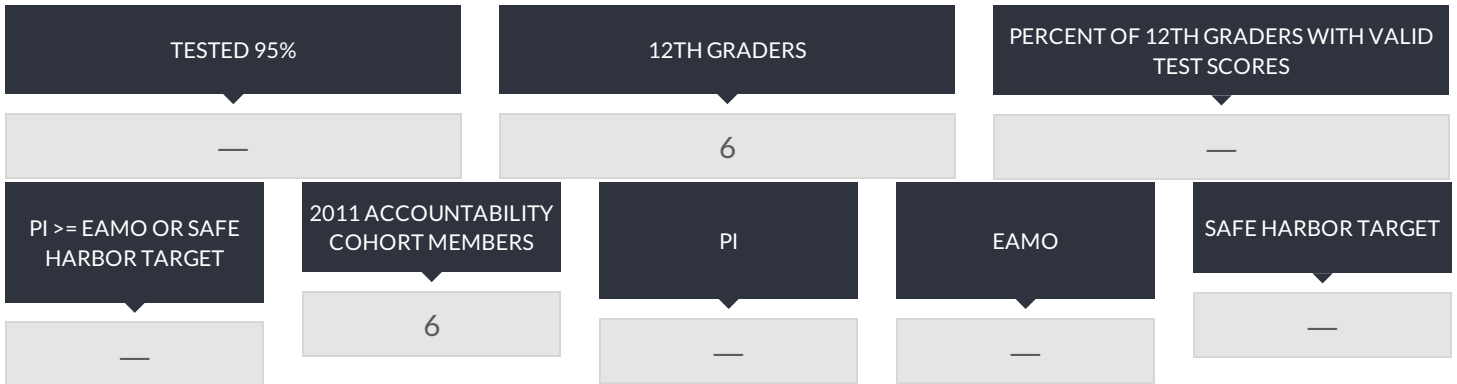 TESTED 95%
12TH GRADERS
PERCENT OF 12TH GRADERS WITH VALID
TEST SCORES
—
6
—
PI >= EAMO OR SAFE
HARBOR TARGET
2011 ACCOUNTABILITY
COHORT MEMBERS
PI
EAMO
SAFE HARBOR TARGET
—
6
—
—
—